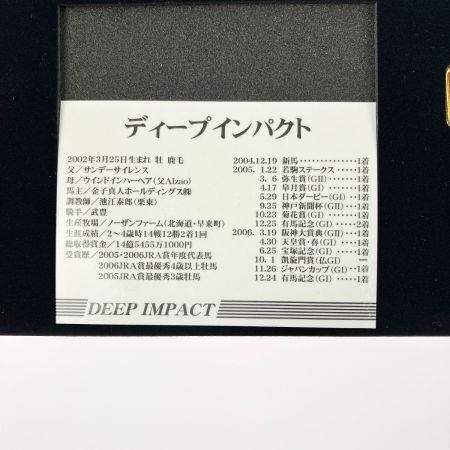 ディープインパクト
2002年3月25日生まれ 牡 鹿毛
父/サンデーサイレンス
母/ウインドインハーヘア(父Alzao)
馬主/金子真人ホールディングス㈱
調教師/池江泰郎(栗東)
騎手/武豊
生産牧場/ノーザンファーム(北海道・早来町)
生涯成績/2〜4歳時14戦12勝2着1回
総収得賞金/14億5455万1000円
受賞歴/2005・2006JRA賞年度代表馬
2006JRA賞最優秀4歳以上牡馬
2005JRA賞最優秀3歳牡馬
2004.12.19 新馬・・・・・・・・・・・・・・1着
2005. 1.22 若駒ステークス・・・・・1着
3. 6 弥生賞(GII)・・・・・・・1着
4.17 皐月賞(GI)・・・・・・・・1着
5.29 日本ダービー(GI)・・・1着
9.25 神戸新聞杯(GII)・・・・1着
10.23 菊花賞(GI)・・・・・・・・1着
12.25 有馬記念(GI)・・・・・・2着
2006. 3.19 阪神大賞典(GII)・・・・1着
4.30 天皇賞・春(GI)・・・・・1着
6.25 宝塚記念(GI)・・・・・・1着
10. 1 凱旋門賞(仏GI) ー
11.26 ジャパンカップ(GI)・・1着
12.24 有馬記念(GI)・・・・・・1着
DEEP IMPACT